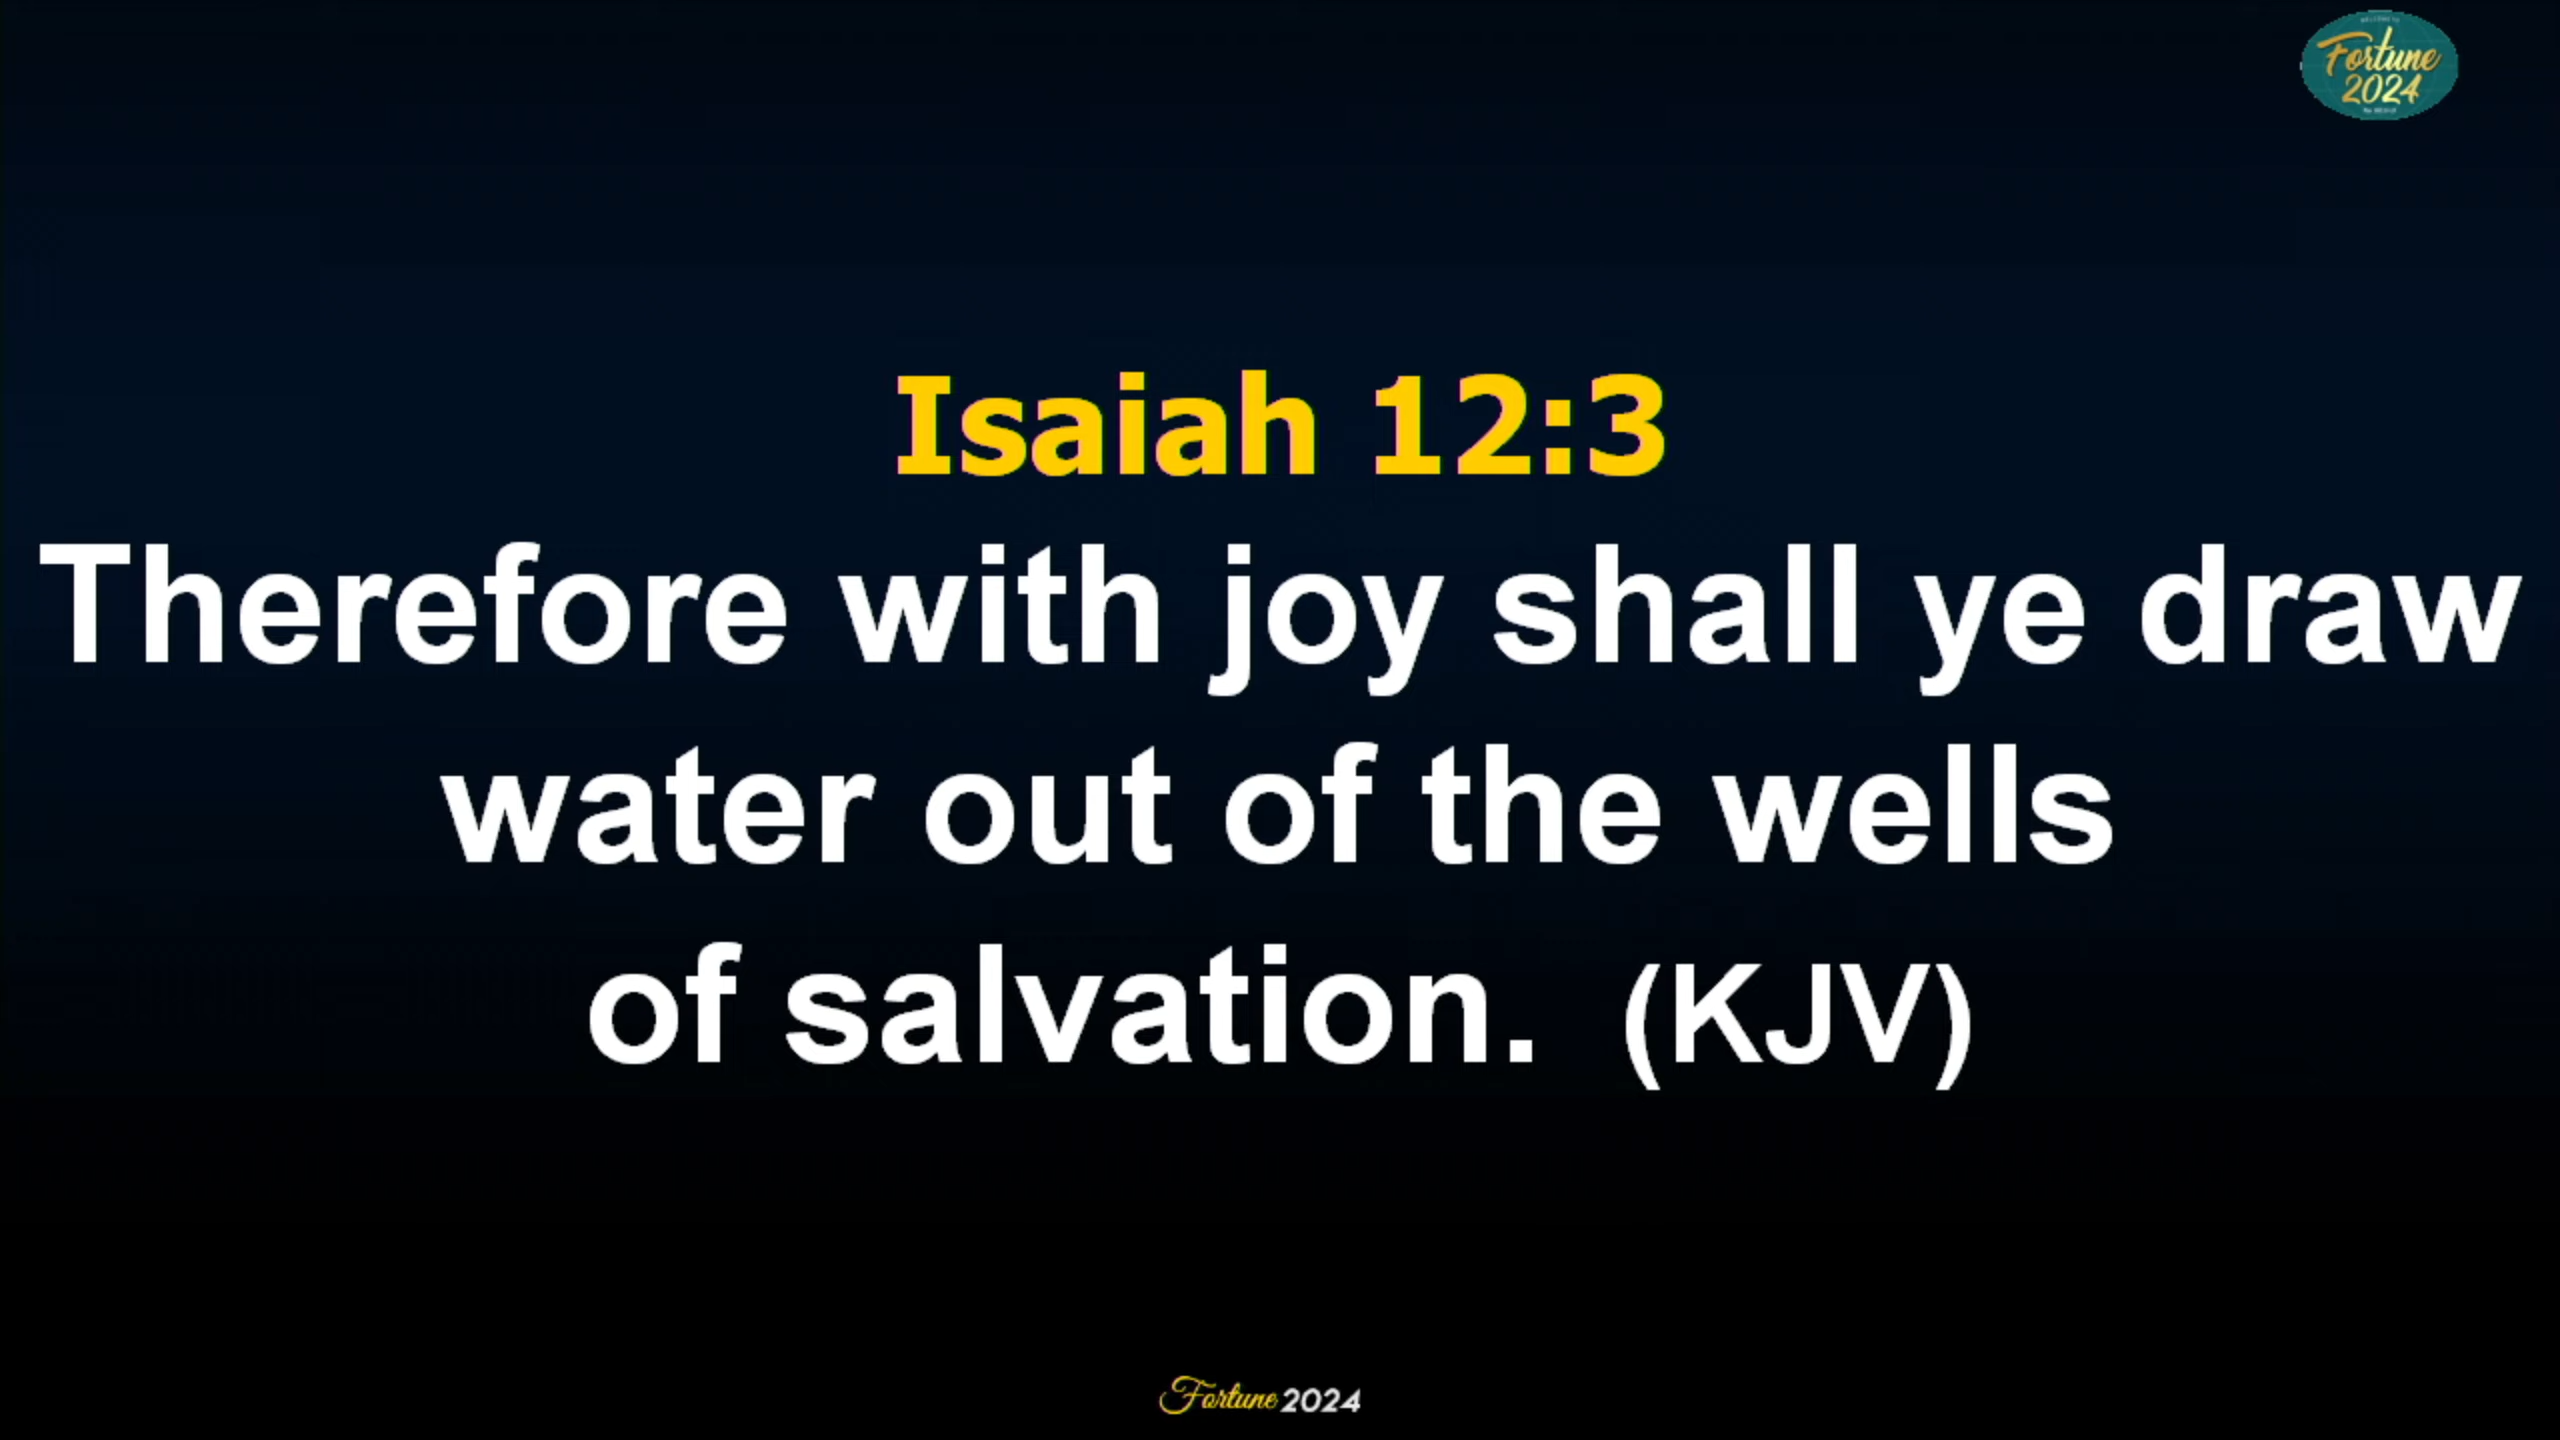 Fortune
2024
Isaiah 12:3
Therefore with joy shall ye draw
water out of the wells
of salvation. (KJV)
Fortune 2024